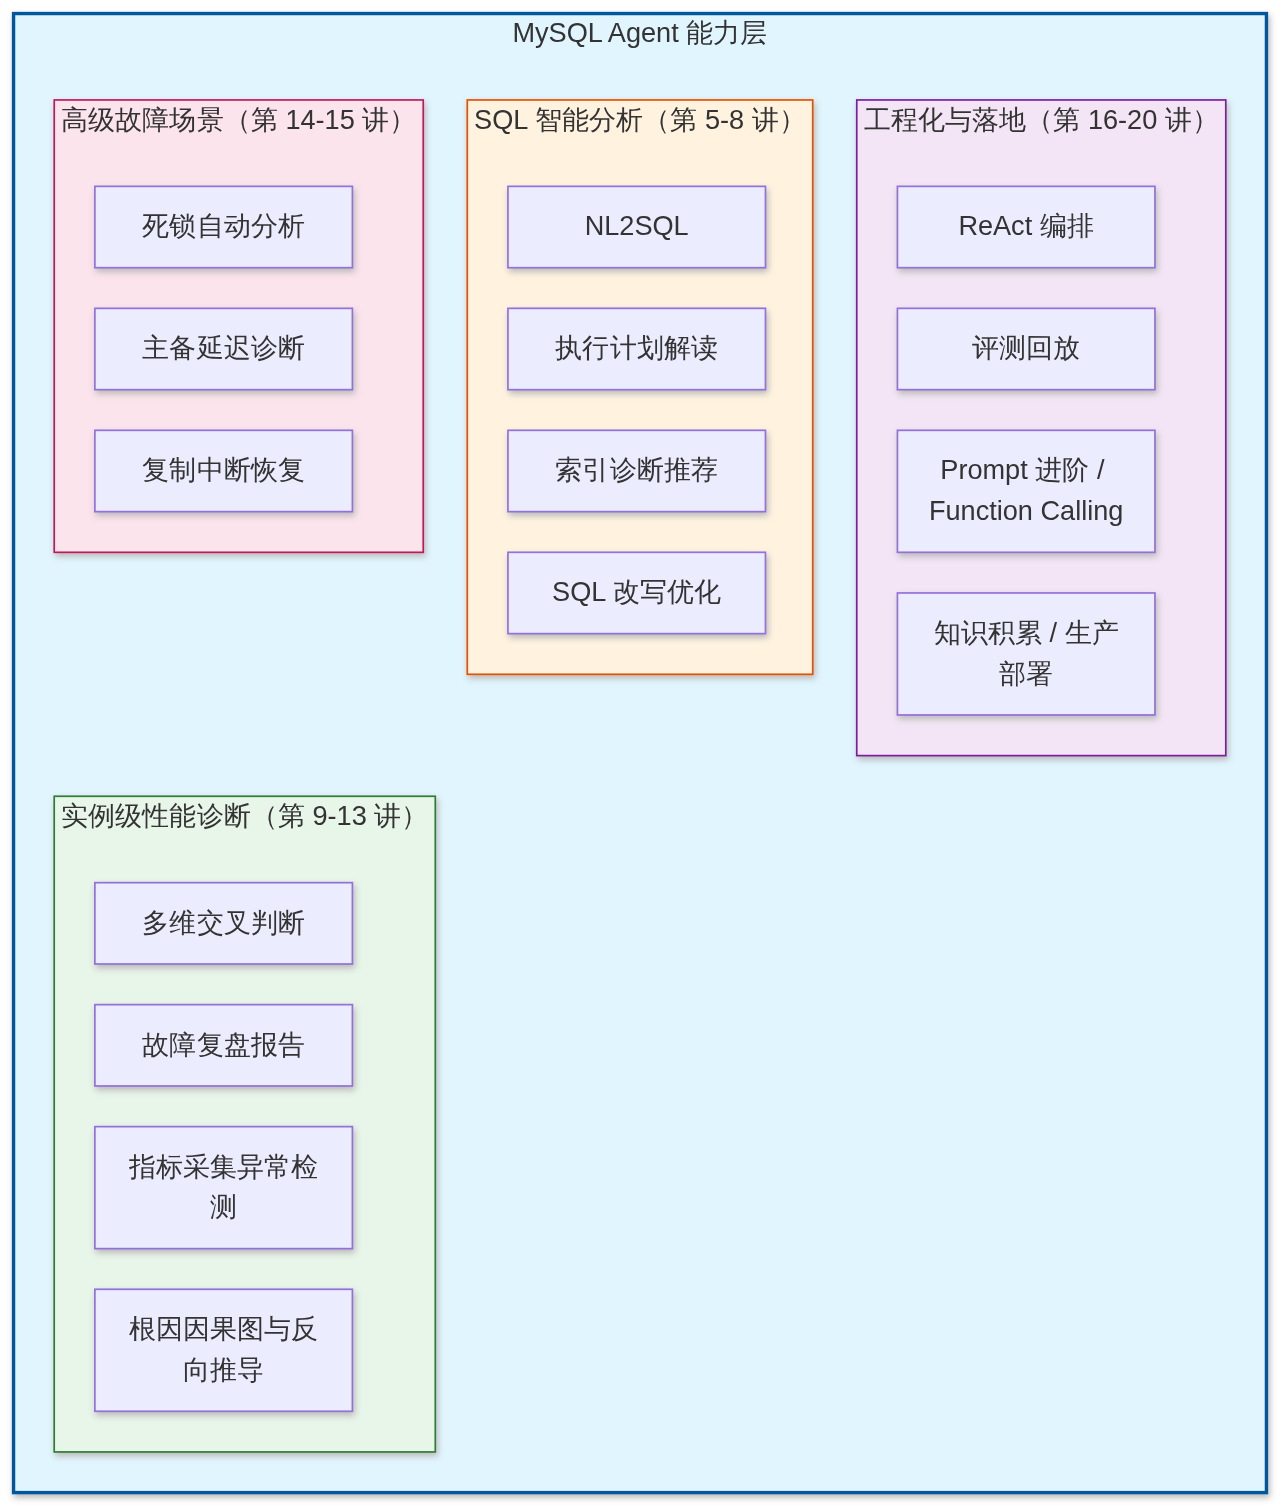 MySQL Agent 能力层
高级故障场景（第 14-15 讲）
死锁自动分析
主备延迟诊断
复制中断恢复
SQL 智能分析（第 5-8 讲）
NL2SQL
执行计划解读
索引诊断推荐
SQL 改写优化
工程化与落地（第 16-20 讲）
ReAct 编排
评测回放
Prompt 进阶 /
Function Calling
知识积累 / 生产
部署
实例级性能诊断（第 9-13 讲）
多维交叉判断
故障复盘报告
指标采集异常检
测
根因因果图与反
向推导